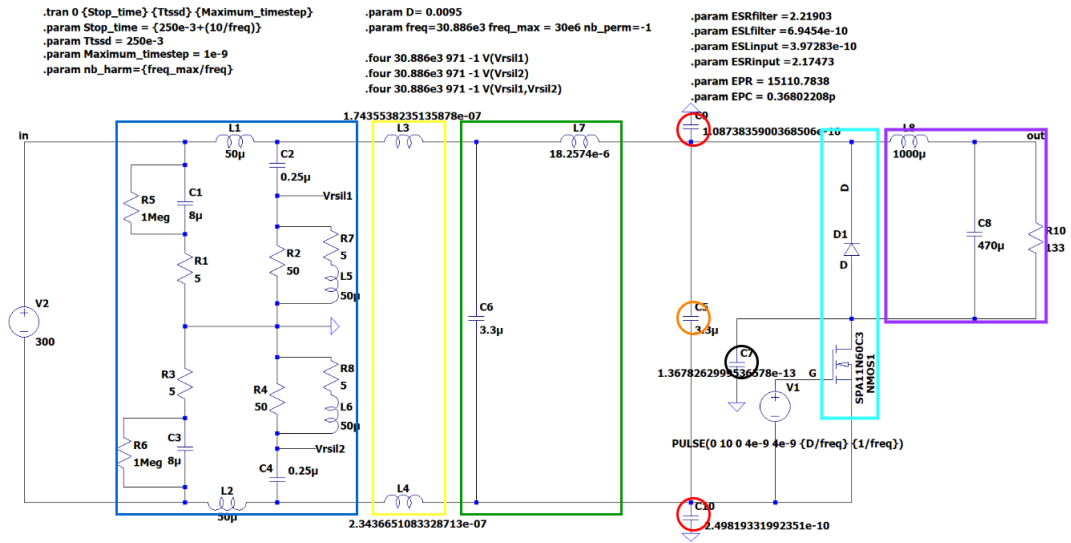 .tran 0 {Stop_time} {Ttssd} {Maximum_timestep}
.param Stop_time = {250e-3+(10/freq)}
.param Ttssd = 250e-3
.param Maximum_timestep = 1e-9
.param nb_harm={freq_max/freq}
.param D= 0.0095
.param freq=30.886e3 freq_max = 30e6 nb_perm=-1
.four 30.886e3 971 -1 V(Vrsil1)
.four 30.886e3 971 -1 V(Vrsil2)
.four 30.886e3 971 -1 V(Vrsil1,Vrsil2)
.param ESRfilter =2.21903
.param ESLfilter =6.9454e-10
.param ESLinput =3.97283e-10
.param ESRinput =2.17473
.param EPR = 15110.7838
.param EPC = 0.36802208p
in
L1
50µ
C2
0.25µ
1.7435538235135878e-07
L3
L7
18.2574e-6
C9
1.0873835900368506e-10
L8
1000µ
out
R5
1Meg
C1
8µ
R1
5
Vrsil1
R2
50
R7
5
L5
50µ
V2
300
C6
3.3µ
C5
3.3µ
D
D1
D
C8
470µ
R10
133
C7
1.3678262999536578e-13
G
V1
SPA11N60C3
NMOS1
PULSE(0 10 0 4e-9 4e-9 {D/freq} {1/freq})
R3
5
R6
1Meg
C3
8µ
R4
50
R8
5
L6
50µ
Vrsil2
C4
0.25µ
L2
50µ
L4
2.3436651083328713e-07
C10
2.49819331992351e-10